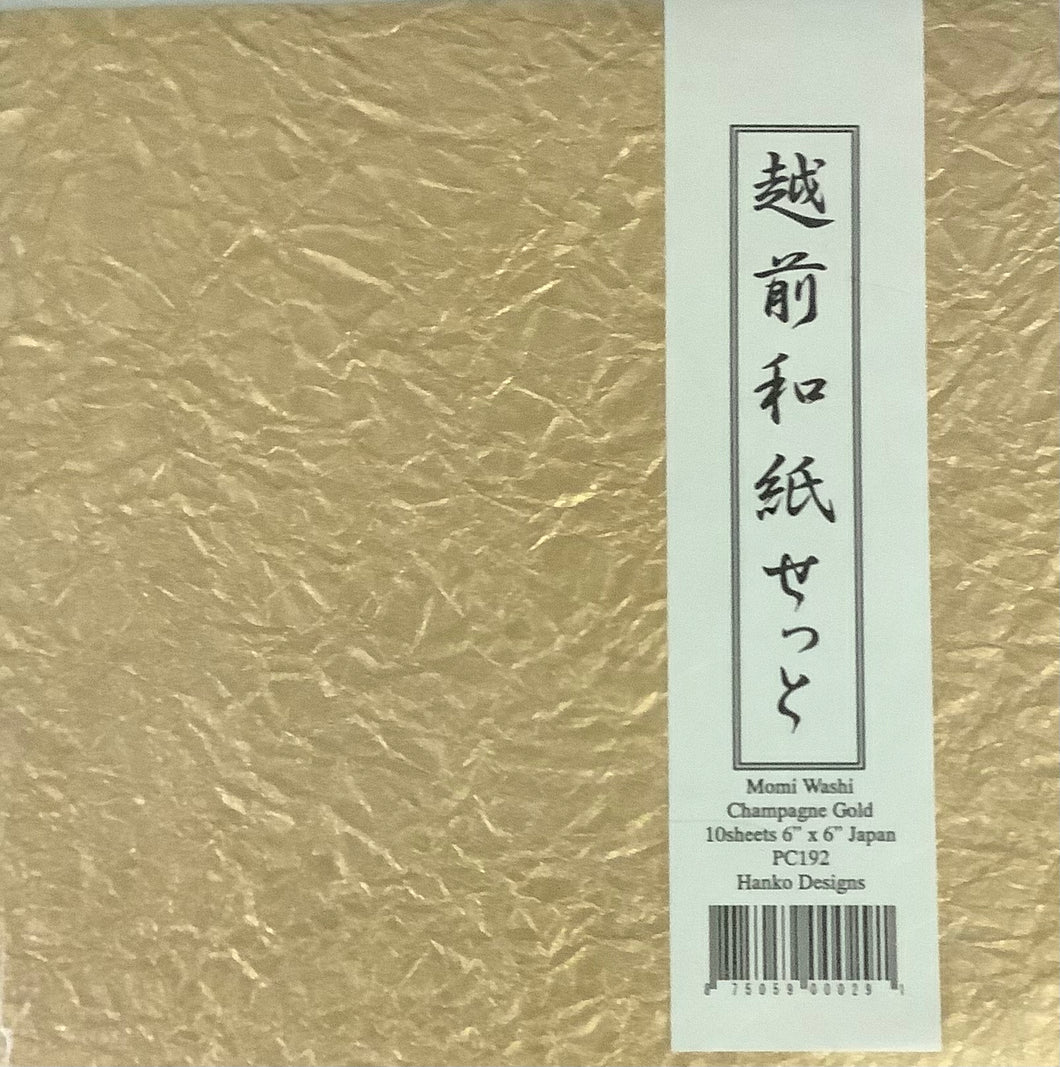 越前和紙せっと
Momi Washi
Champagne Gold
10sheets 6” x 6” Japan
PC192
Hanko Designs
0 75059 00029 1